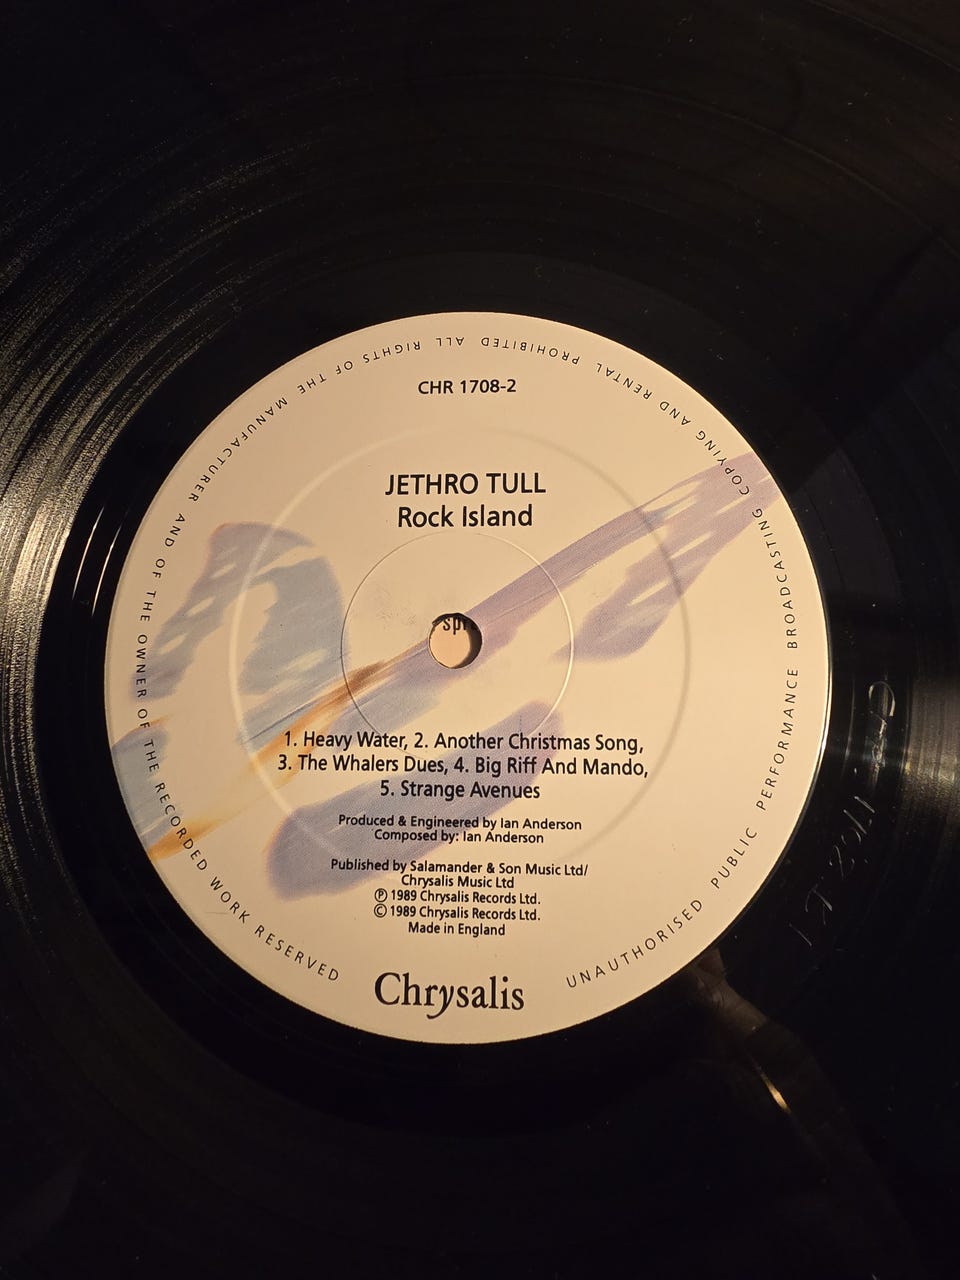 CHR 1708-2
JETHRO TULL
Rock Island
1. Heavy Water, 2. Another Christmas Song,
3. The Whalers Dues, 4. Big Riff And Mando,
5. Strange Avenues
Produced & Engineered by Ian Anderson
Composed by: Ian Anderson
Published by Salamander & Son Music Ltd/
Chrysalis Music Ltd
Ⓟ 1989 Chrysalis Records Ltd.
© 1989 Chrysalis Records Ltd.
Made in England
Chrysalis
UNAUTHORISED PUBLIC PERFORMANCE BROADCASTING COPYING AND RENTAL PROHIBITED ALL RIGHTS OF THE MANUFACTURER AND OF THE OWNER OF THE RECORDED WORK RESERVED